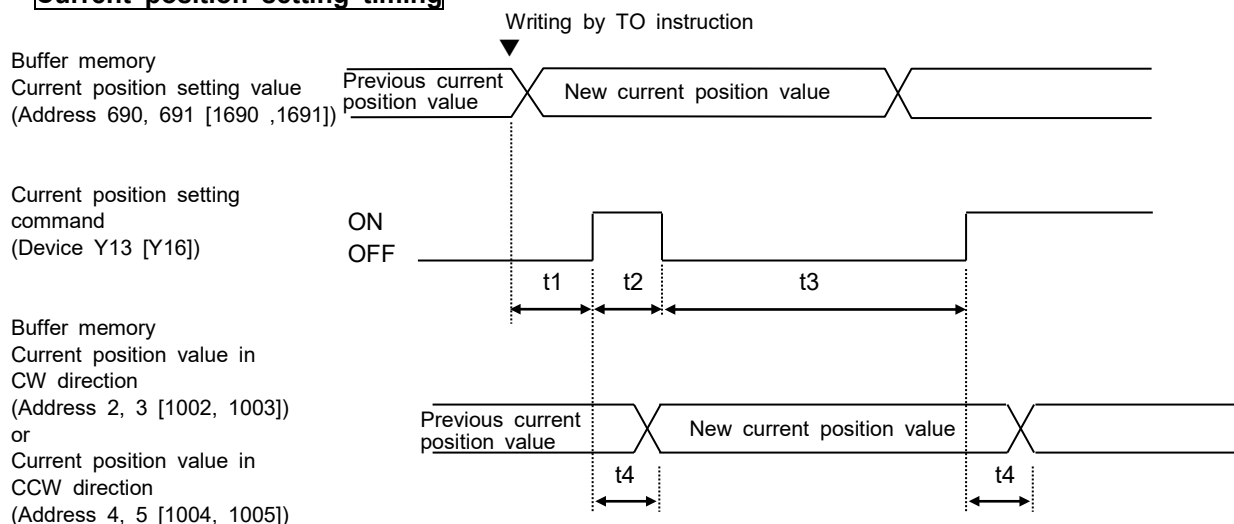 Current position setting timing
Writing by TO instruction
Buffer memory
Current position setting value
(Address 690, 691 [1690 ,1691])
Previous current
position value
New current position value
Current position setting
command
(Device Y13 [Y16])
ON
OFF
t1
t2
t3
Buffer memory
Current position value in
CW direction
(Address 2, 3 [1002, 1003])
or
Current position value in
CCW direction
(Address 4, 5 [1004, 1005])
Previous current
position value
New current position value
t4
t4